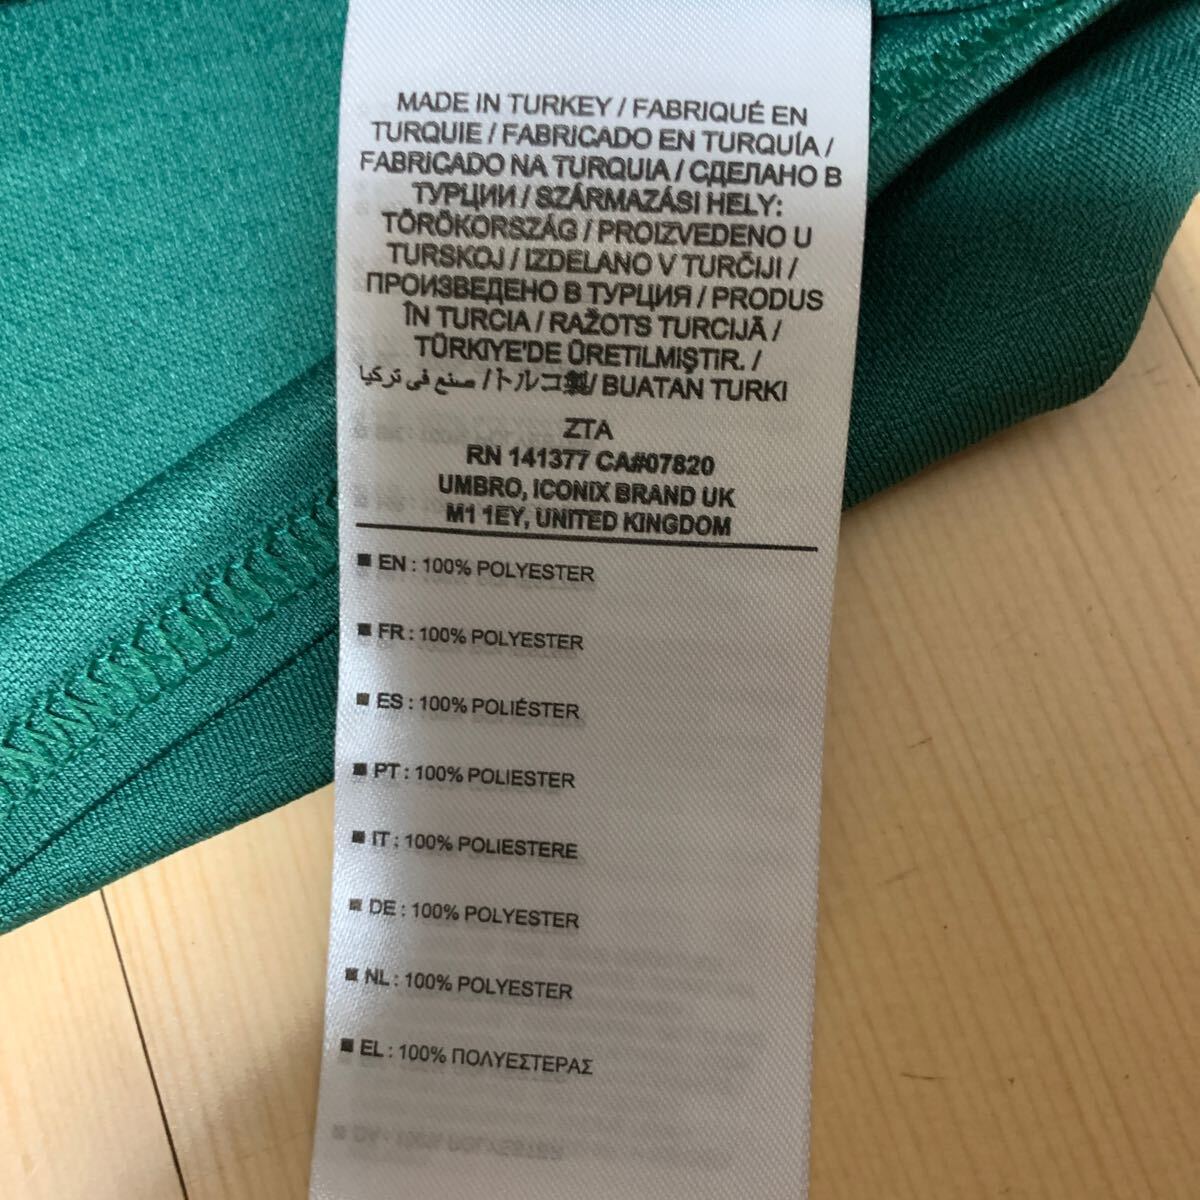 MADE IN TURKEY / FABRIQUÉ EN
TURQUIE / FABRICADO EN TURQUÍA /
FABRICADO NA TURQUIA / СДЕЛАНО В
ТУРЦИИ / SZÁRMAZÁSI HELY:
TÖRÖKORSZÁG / PROIZVEDENO U
TURSKOJ / IZDELANO V TURČIJI /
ПРОИЗВЕДЕНО В ТУРЦИЯ / PRODUS
ÎN TURCIA / RAŽOTS TURCIJĀ /
TÜRKIYE'DE ÜRETILMIŞTIR. /
صنع في تركيا / トルコ製/ BUATAN TURKI
ZTA
RN 141377 CA#07820
UMBRO, ICONIX BRAND UK
M1 1EY, UNITED KINGDOM
■ EN : 100% POLYESTER
■ FR : 100% POLYESTER
■ ES : 100% POLIÉSTER
■ PT : 100% POLIESTER
■ IT : 100% POLIESTERE
■ DE : 100% POLYESTER
■ NL : 100% POLYESTER
■ EL : 100% ΠΟΛΥΕΣΤΕΡΑΣ